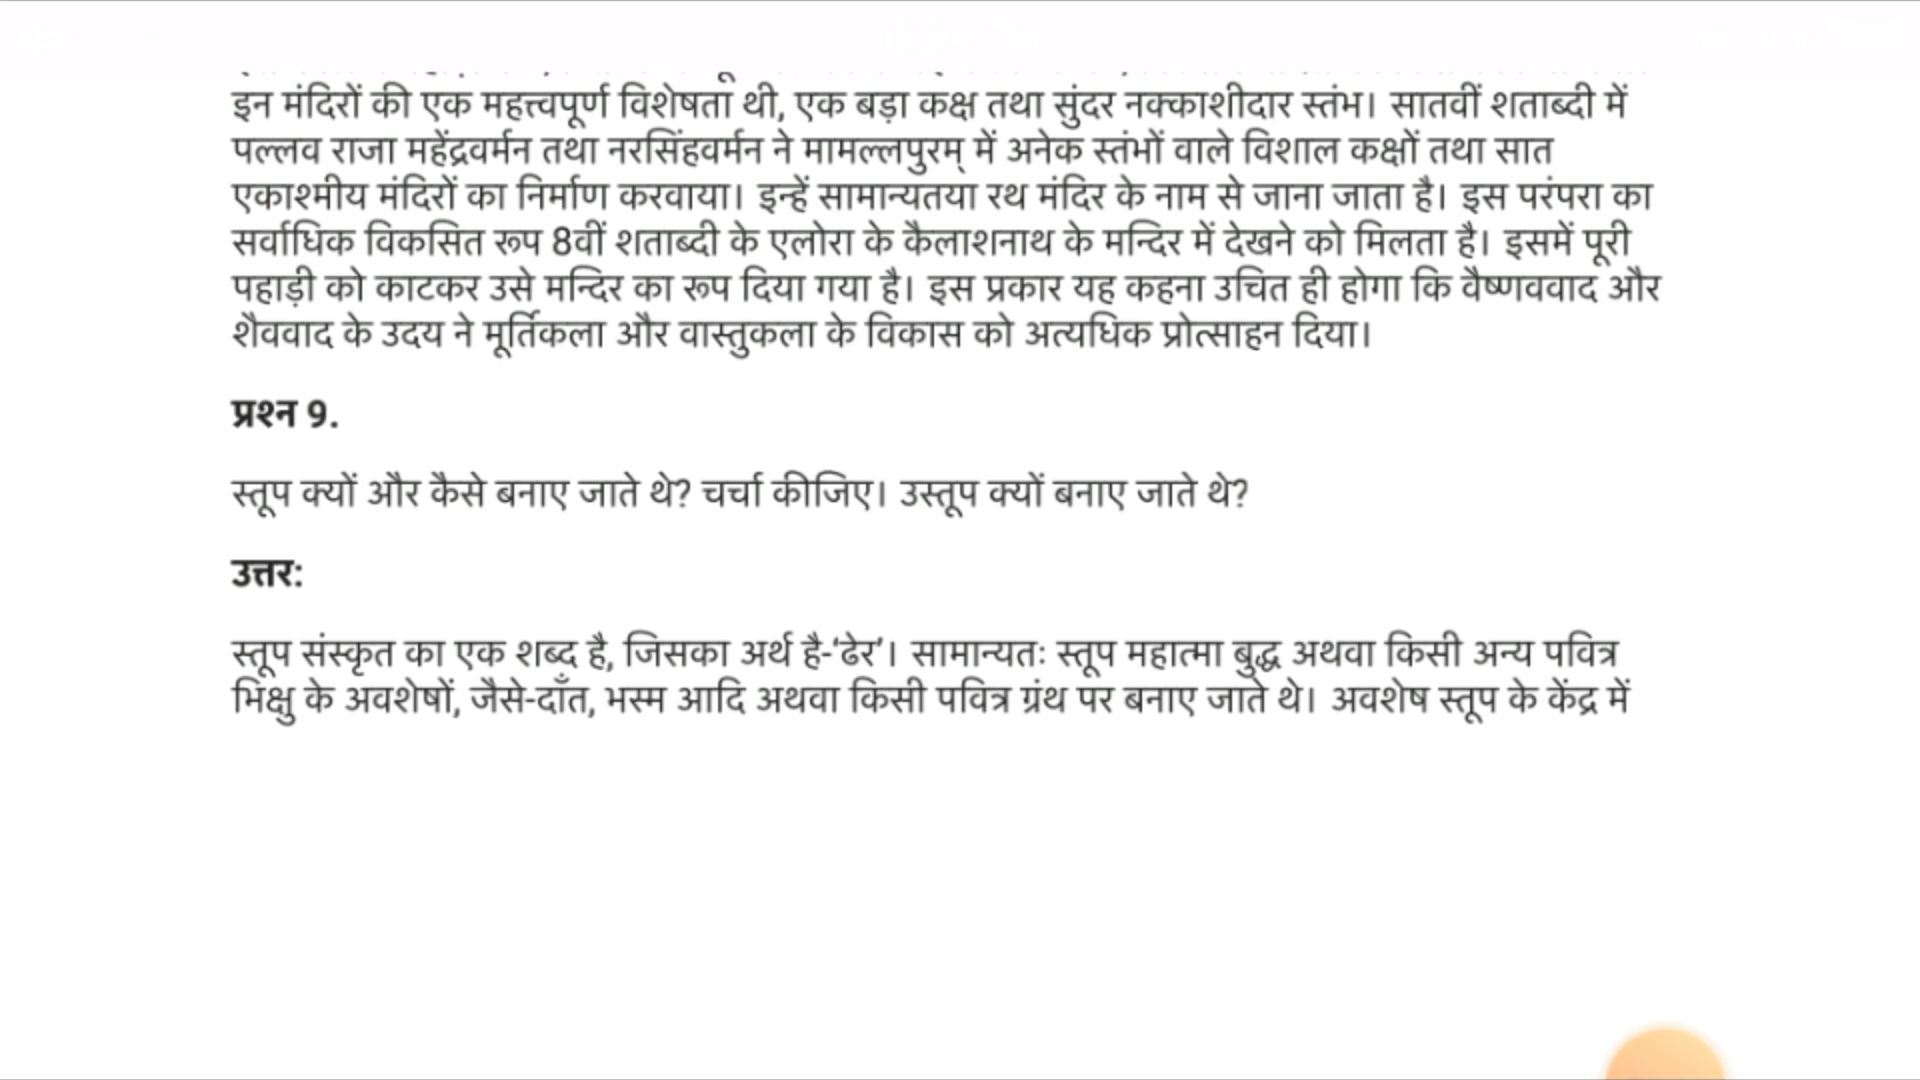 इन मंदिरों की एक महत्त्वपूर्ण विशेषता थी, एक बड़ा कक्ष तथा सुंदर नक्काशीदार स्तंभ। सातवीं शताब्दी में
पल्लव राजा महेंद्रवर्मन तथा नरसिंहवर्मन ने मामल्लपुरम् में अनेक स्तंभों वाले विशाल कक्षों तथा सात
एकाश्मीय मंदिरों का निर्माण करवाया। इन्हें सामान्यतया रथ मंदिर के नाम से जाना जाता है। इस परंपरा का
सर्वाधिक विकसित रूप 8वीं शताब्दी के एलोरा के कैलाशनाथ के मन्दिर में देखने को मिलता है। इसमें पूरी
पहाड़ी को काटकर उसे मन्दिर का रूप दिया गया है। इस प्रकार यह कहना उचित ही होगा कि वैष्णववाद और
शैववाद के उदय ने मूर्तिकला और वास्तुकला के विकास को अत्यधिक प्रोत्साहन दिया।
प्रश्न 9.
स्तूप क्यों और कैसे बनाए जाते थे? चर्चा कीजिए। उस्तूप क्यों बनाए जाते थे?
उत्तर:
स्तूप संस्कृत का एक शब्द है, जिसका अर्थ है-‘ढेर’। सामान्यतः स्तूप महात्मा बुद्ध अथवा किसी अन्य पवित्र
भिक्षु के अवशेषों, जैसे-दाँत, भस्म आदि अथवा किसी पवित्र ग्रंथ पर बनाए जाते थे। अवशेष स्तूप के केंद्र में